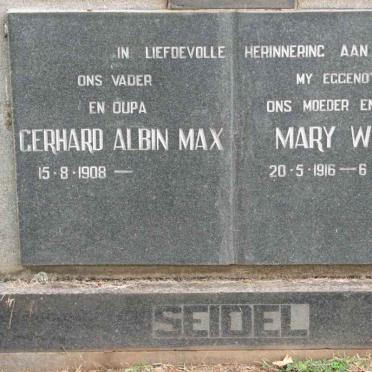 IN LIEFDEVOLLE HERINNERING AAN
ONS VADER
EN OUPA
GERHARD ALBIN MAX
15·8·1908 —
MY EGGENO
ONS MOEDER EN
MARY W
20·5·1916 — 6
SEIDEL